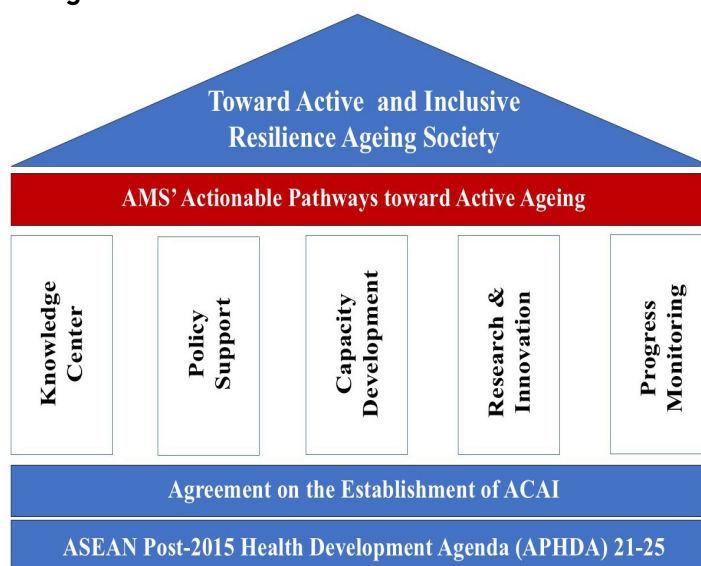 Toward Active and Inclusive
Resilience Ageing Society
AMS' Actionable Pathways toward Active Ageing
Knowledge
Center
Policy
Support
Capacity
Development
Research &
Innovation
Progress
Monitoring
Agreement on the Establishment of ACAI
ASEAN Post-2015 Health Development Agenda (APHDA) 21-25